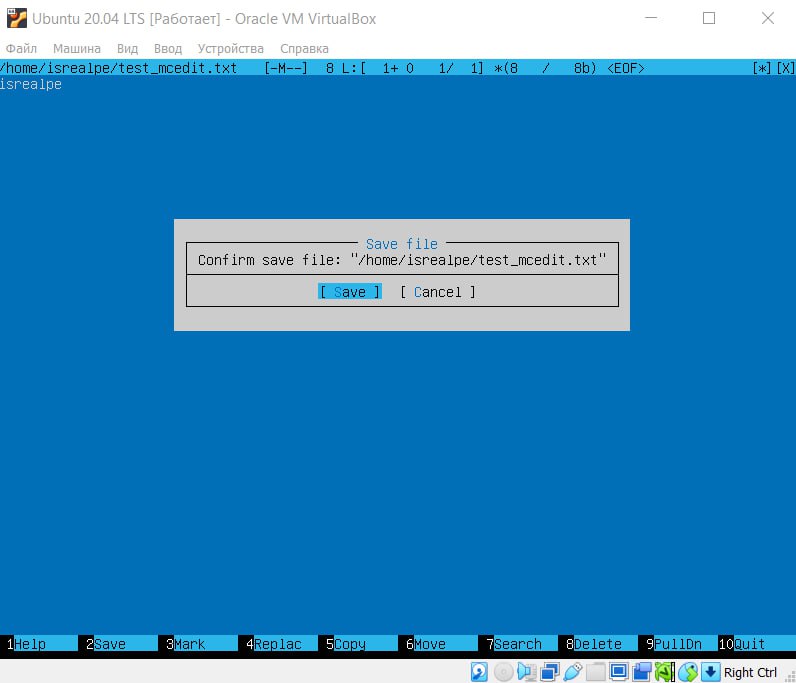 Ubuntu 20.04 LTS [Работает] - Oracle VM VirtualBox
Файл Машина Вид Ввод Устройства Справка
/home/isrealpe/test_mcedit.txt [-M--] 8 L:[ 1+ 0 1/ 1] *(8 / 8b) <EOF> [*][X]
isrealpe
Save file
Confirm save file: "/home/isrealpe/test_mcedit.txt"
[ Save ] [ Cancel ]
1Help 2Save 3Mark 4Replac 5Copy 6Move 7Search 8Delete 9PullDn 10Quit
Right Ctrl